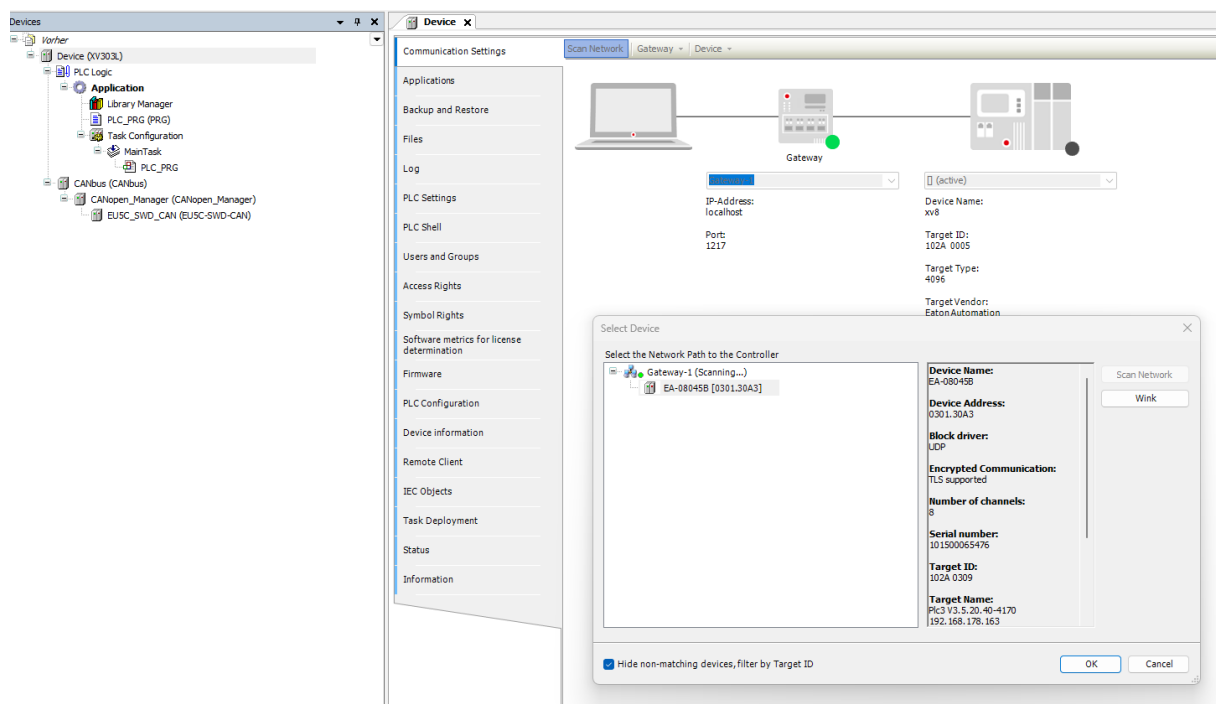 Devices
Vorher
Device (XV303L)
PLC Logic
Application
Library Manager
PLC_PRG (PRG)
Task Configuration
MainTask
PLC_PRG
CANbus (CANbus)
CANopen_Manager (CANopen_Manager)
EU5C_SWD_CAN (EU5C-SWD-CAN)
Device
Communication Settings
Applications
Backup and Restore
Files
Log
PLC Settings
PLC Shell
Users and Groups
Access Rights
Symbol Rights
Software metrics for license
determination
Firmware
PLC Configuration
Device information
Remote Client
IEC Objects
Task Deployment
Status
Information
Scan Network
Gateway
Device
Gateway
Gateway-1
IP-Address:
localhost
Port:
1217
[] (active)
Device Name:
xv8
Target ID:
102A 0005
Target Type:
4096
Target Vendor:
Eaton Automation
Select Device
Select the Network Path to the Controller
Gateway-1 (Scanning...)
EA-08045B [0301.30A3]
Device Name:
EA-08045B
Device Address:
0301.30A3
Block driver:
UDP
Encrypted Communication:
TLS supported
Number of channels:
8
Serial number:
101500065476
Target ID:
102A 0309
Target Name:
Plc3 V3.5.20.40-4170
192.168.178.163
Scan Network
Wink
Hide non-matching devices, filter by Target ID
OK
Cancel